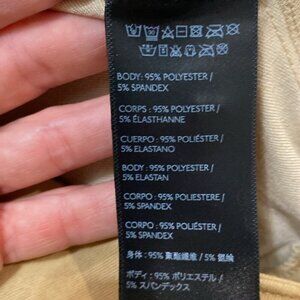 BODY: 95% POLYESTER /
5% SPANDEX
CORPS : 95% POLYESTER /
5% ÉLASTHANNE
CUERPO : 95% POLIÉSTER /
5% ELASTANO
BODY : 95% POLYESTER /
5% ELASTAN
CORPO : 95% POLIESTERE /
5% SPANDEX
CORPO : 95% POLIÉSTER /
5% SPANDEX
身体 : 95% 聚酯纖維 / 5% 氨綸
ボディ : 95% ポリエステル /
5% スパンデックス